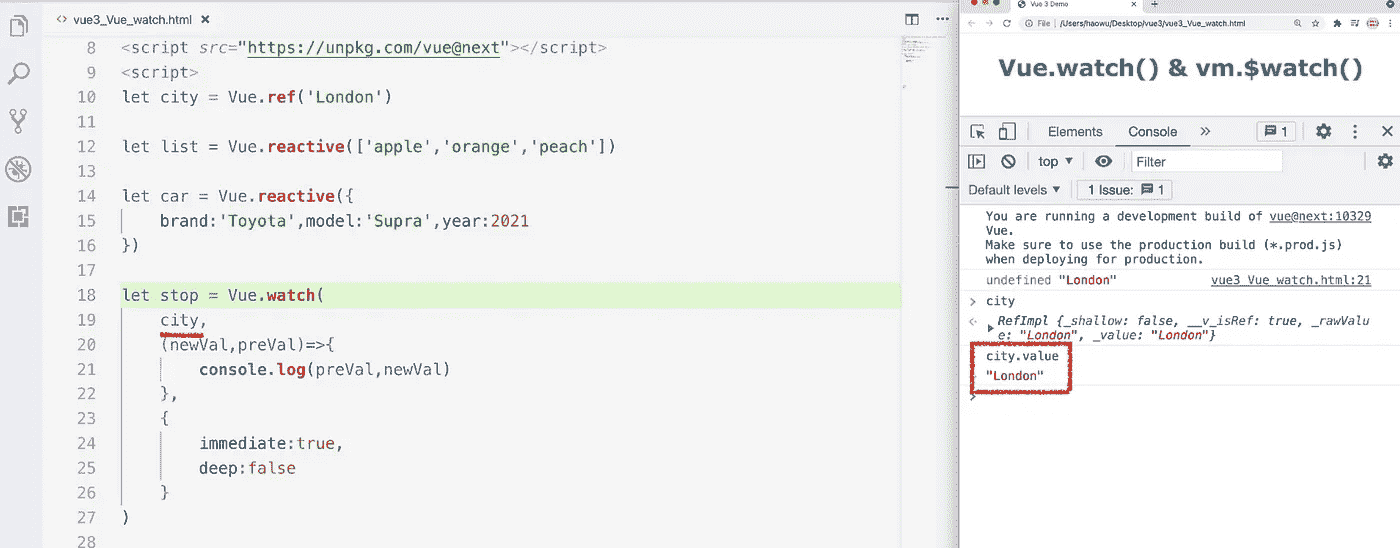 vue3_Vue_watch.html
8 <script src="https://unpkg.com/vue@next"></script>
9 <script>
10 let city = Vue.ref('London')
11
12 let list = Vue.reactive(['apple','orange','peach'])
13
14 let car = Vue.reactive({
15 brand:'Toyota',model:'Supra',year:2021
16 })
17
18 let stop = Vue.watch(
19 city,
20 (newVal,preVal)=>{
21 console.log(preVal,newVal)
22 },
23 {
24 immediate:true,
25 deep:false
26 }
27 )
28
Vue 3 Demo
File /Users/haowu/Desktop/vue3/vue3_Vue_watch.html
Vue.watch() & vm.$watch()
Elements Console 1
top Filter
Default levels 1 Issue: 1
You are running a development build of vue@next:10329
Vue.
Make sure to use the production build (*.prod.js)
when deploying for production.
undefined "London" vue3_Vue_watch.html:21
city
RefImpl {_shallow: false, __v_isRef: true, _rawValu
e: "London", _value: "London"}
city.value
"London"